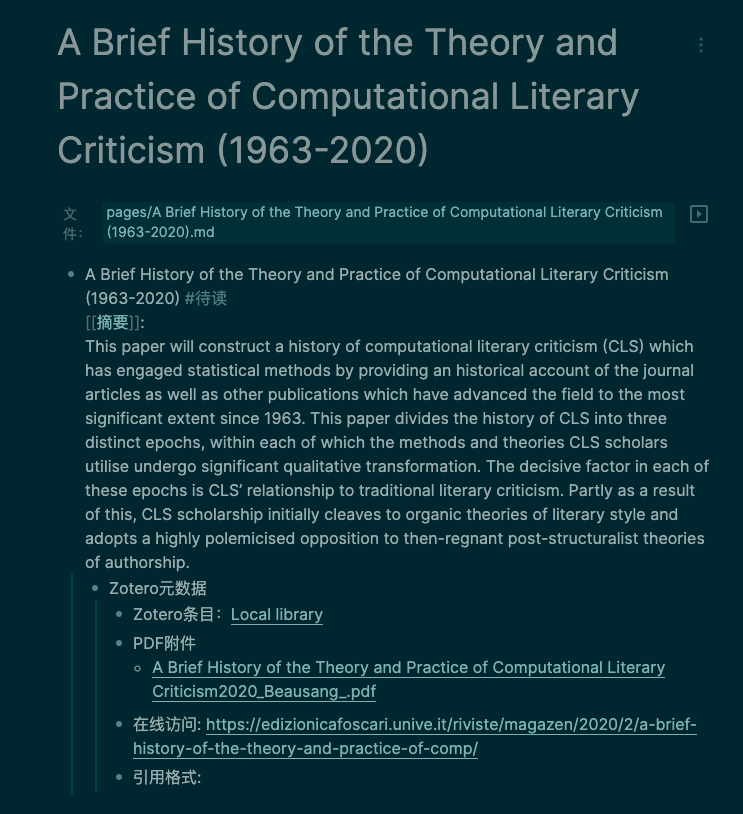 A Brief History of the Theory and
Practice of Computational Literary
Criticism (1963-2020)
文
件:
pages/A Brief History of the Theory and Practice of Computational Literary Criticism
(1963-2020).md
A Brief History of the Theory and Practice of Computational Literary Criticism
(1963-2020) #待读
[[摘要]]:
This paper will construct a history of computational literary criticism (CLS) which
has engaged statistical methods by providing an historical account of the journal
articles as well as other publications which have advanced the field to the most
significant extent since 1963. This paper divides the history of CLS into three
distinct epochs, within each of which the methods and theories CLS scholars
utilise undergo significant qualitative transformation. The decisive factor in each of
these epochs is CLS’ relationship to traditional literary criticism. Partly as a result
of this, CLS scholarship initially cleaves to organic theories of literary style and
adopts a highly polemicised opposition to then-regnant post-structuralist theories
of authorship.
Zotero元数据
Zotero条目：Local library
PDF附件
A Brief History of the Theory and Practice of Computational Literary
Criticism2020_Beausang_.pdf
在线访问: https://edizionicafoscari.unive.it/riviste/magazen/2020/2/a-brief-
history-of-the-theory-and-practice-of-comp/
引用格式: